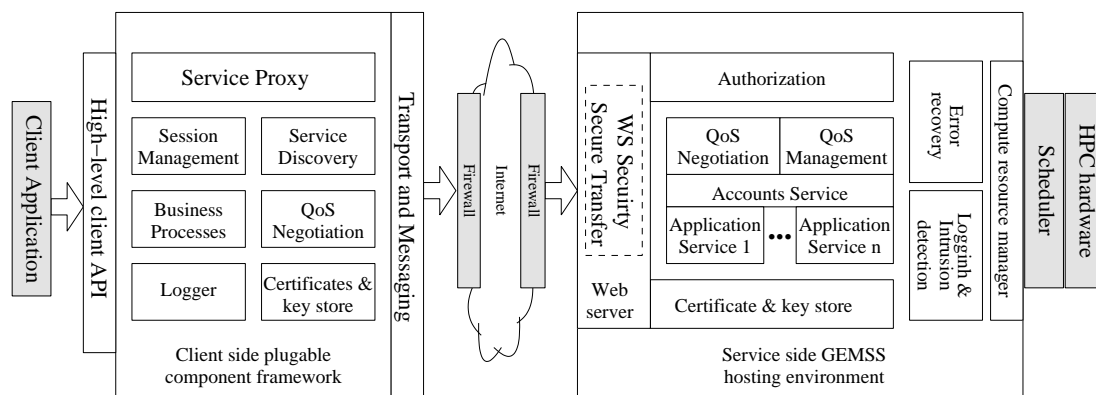 Client Application
High-level client API
Service Proxy
Session
Management
Service
Discovery
Business
Processes
QoS
Negotiation
Logger
Certificates &
key store
Client side plugable
component framework
Transport and Messaging
Firewall
Internet
Firewall
WS Secuirty
Secure Transfer
Web
server
Authorization
QoS
Negotiation
QoS
Management
Accounts Service
Application
Service 1
•••
Application
Service n
Certificate & key store
Service side GEMSS
hosting environment
Error
recovery
Logginh &
Intrusion
detection
Compute resource manager
Scheduler
HPC hardware